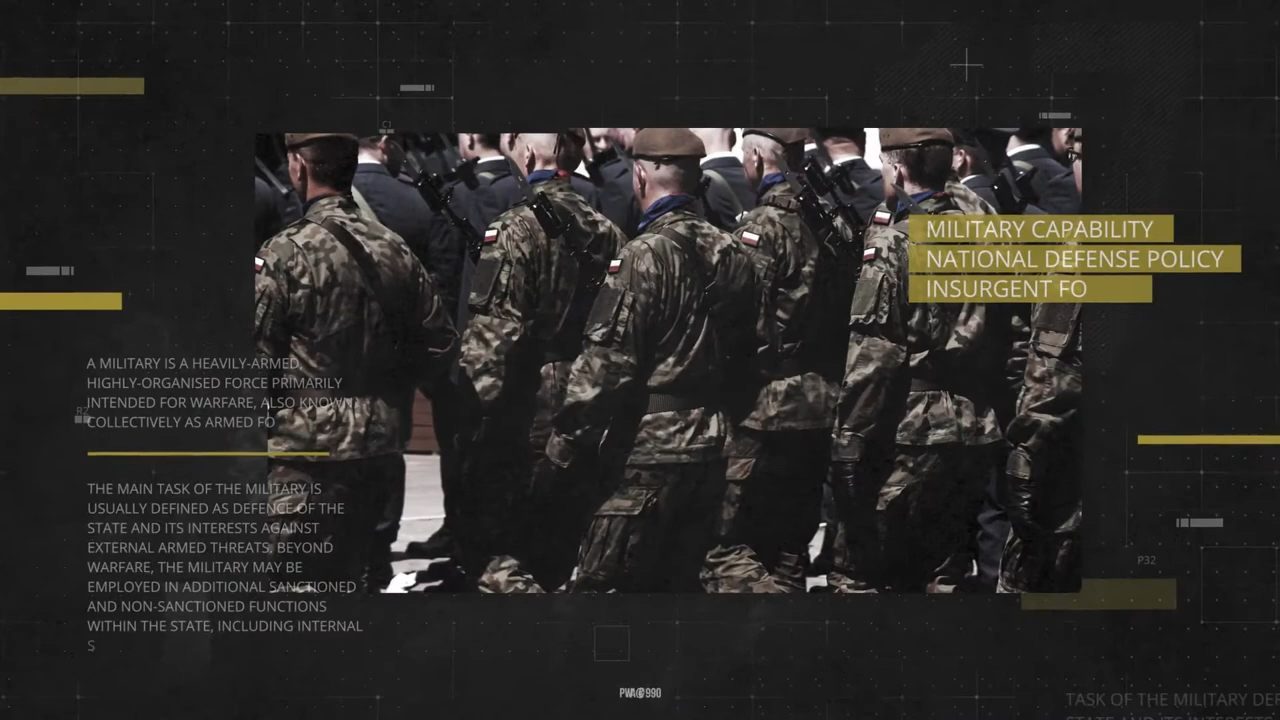 C1
MILITARY CAPABILITY
NATIONAL DEFENSE POLICY
INSURGENT FO
A MILITARY IS A HEAVILY-ARMED,
HIGHLY-ORGANISED FORCE PRIMARILY
INTENDED FOR WARFARE, ALSO KNOWN
COLLECTIVELY AS ARMED FO
THE MAIN TASK OF THE MILITARY IS
USUALLY DEFINED AS DEFENCE OF THE
STATE AND ITS INTERESTS AGAINST
EXTERNAL ARMED THREATS. BEYOND
WARFARE, THE MILITARY MAY BE
EMPLOYED IN ADDITIONAL SANCTIONED
AND NON-SANCTIONED FUNCTIONS
WITHIN THE STATE, INCLUDING INTERNAL
S
P32
TASK OF THE MILITARY DEF